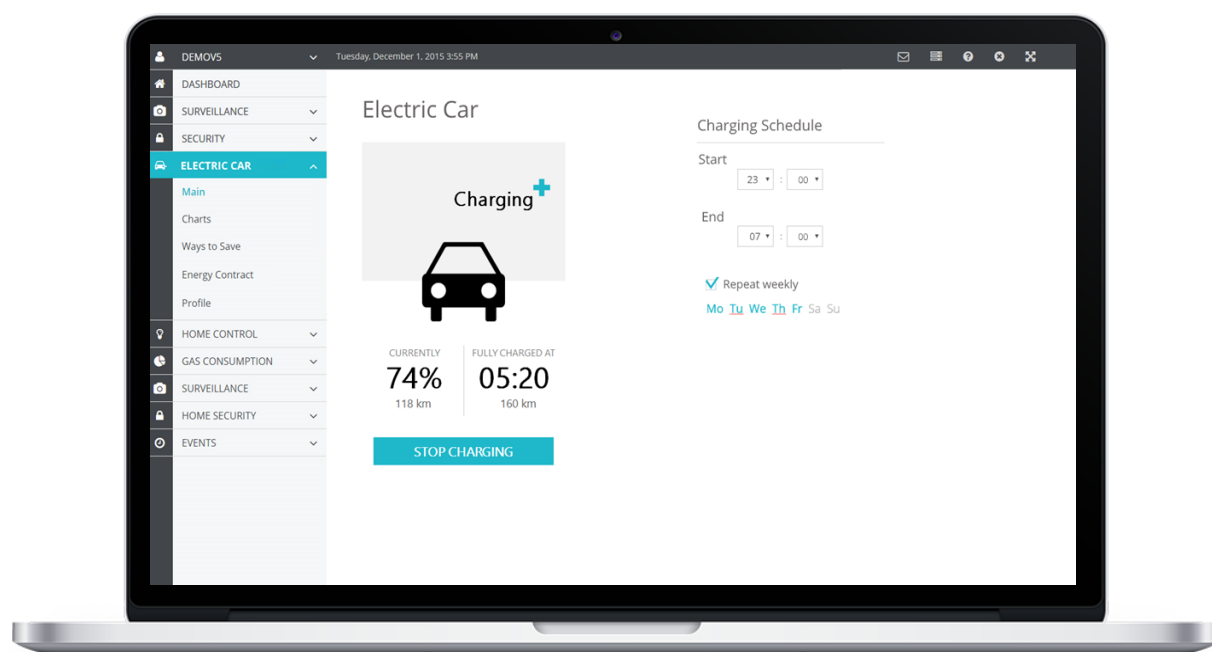 DEMOV5
Tuesday, December 1, 2015 3:55 PM
DASHBOARD
SURVEILLANCE
SECURITY
ELECTRIC CAR
Main
Charts
Ways to Save
Energy Contract
Profile
HOME CONTROL
GAS CONSUMPTION
SURVEILLANCE
HOME SECURITY
EVENTS
Electric Car
Charging
CURRENTLY
74%
118 km
FULLY CHARGED AT
05:20
160 km
STOP CHARGING
Charging Schedule
Start
23 : 00
End
07 : 00
Repeat weekly
Mo Tu We Th Fr Sa Su